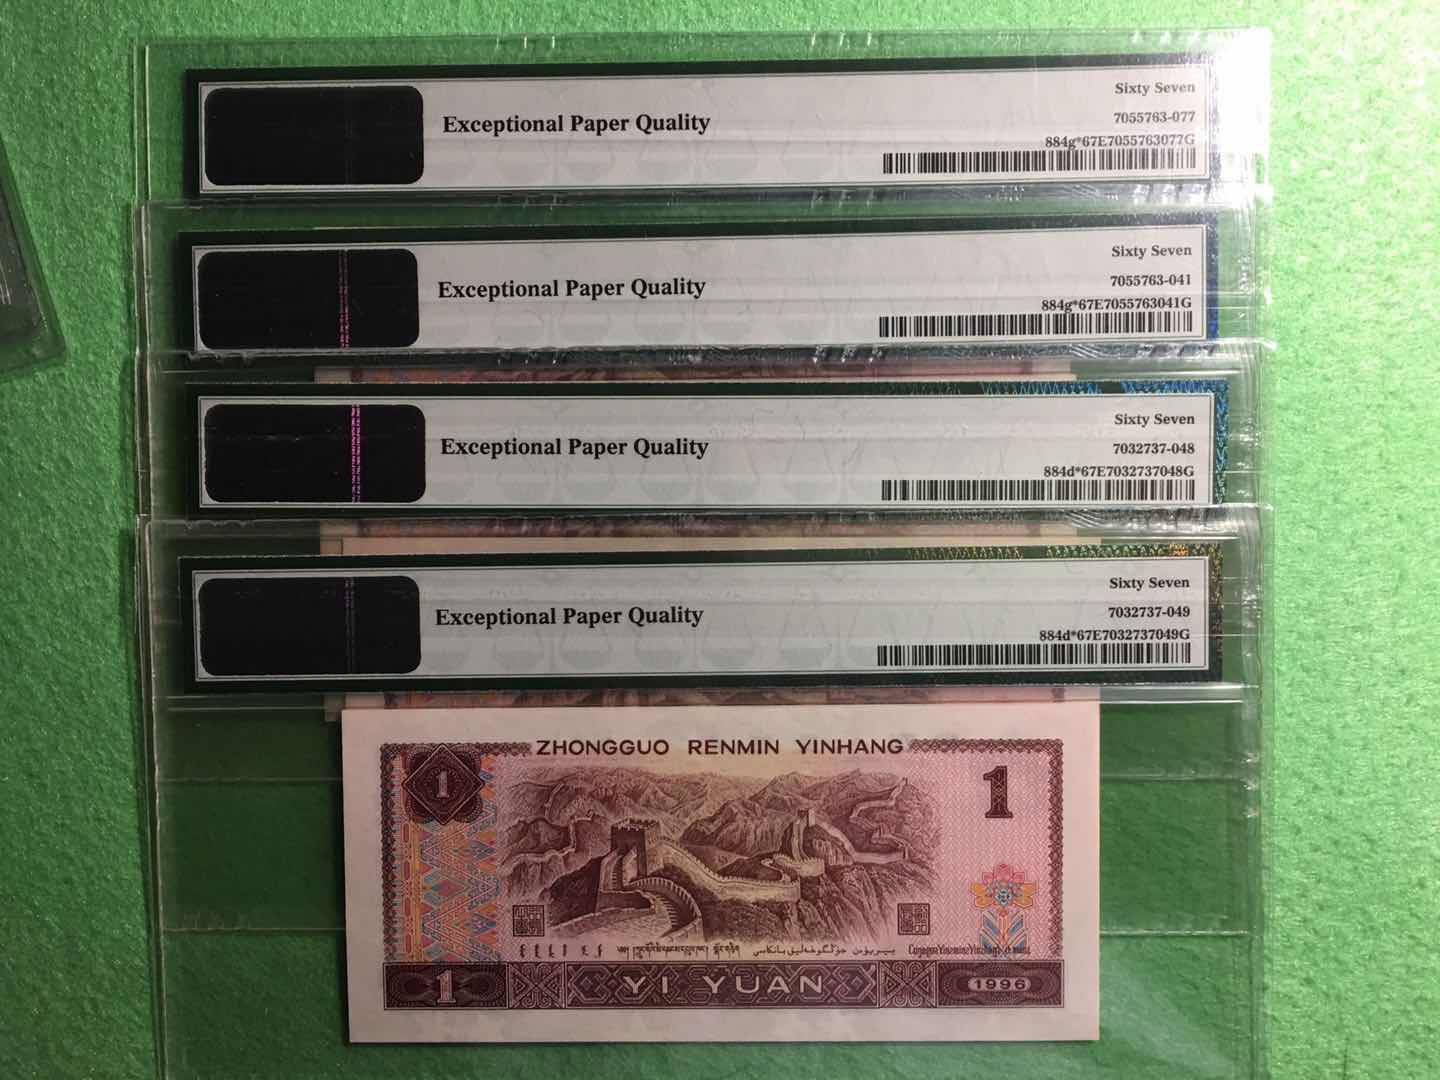 Sixty Seven
Exceptional Paper Quality
7055763-077
884g*67E7055763077G
Sixty Seven
Exceptional Paper Quality
7055763-041
884g*67E7055763041G
Sixty Seven
Exceptional Paper Quality
7032737-048
884d*67E7032737048G
Sixty Seven
Exceptional Paper Quality
7032737-049
884d*67E7032737049G
ZHONGGUO RENMIN YINHANG
1
1
1
YI YUAN
1996